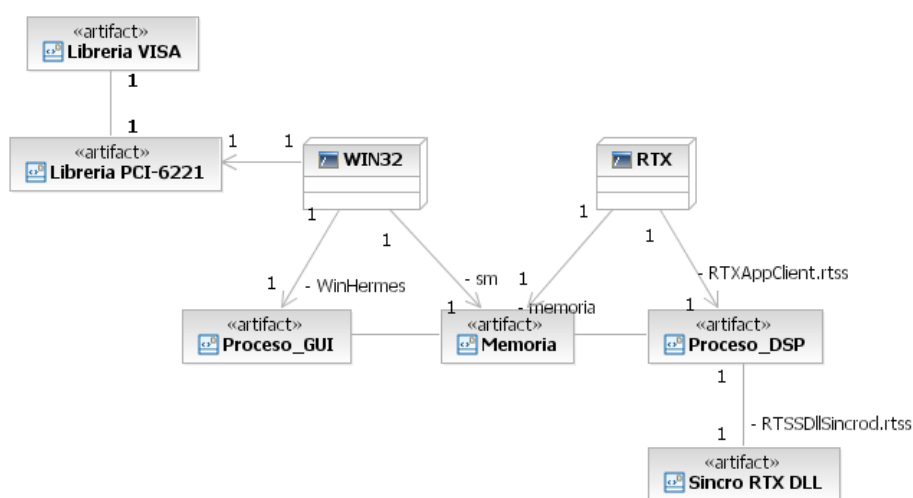 «artifact»
Libreria VISA
1
1
«artifact»
Libreria PCI-6221
1
1
WIN32
RTX
1
1
1
1
1
- WinHermes
- sm
1
- memoria
- RTXAppClient.rtss
1
1
«artifact»
Proceso_GUI
«artifact»
Memoria
«artifact»
Proceso_DSP
1
- RTSSDllSincrod.rtss
1
«artifact»
Sincro RTX DLL